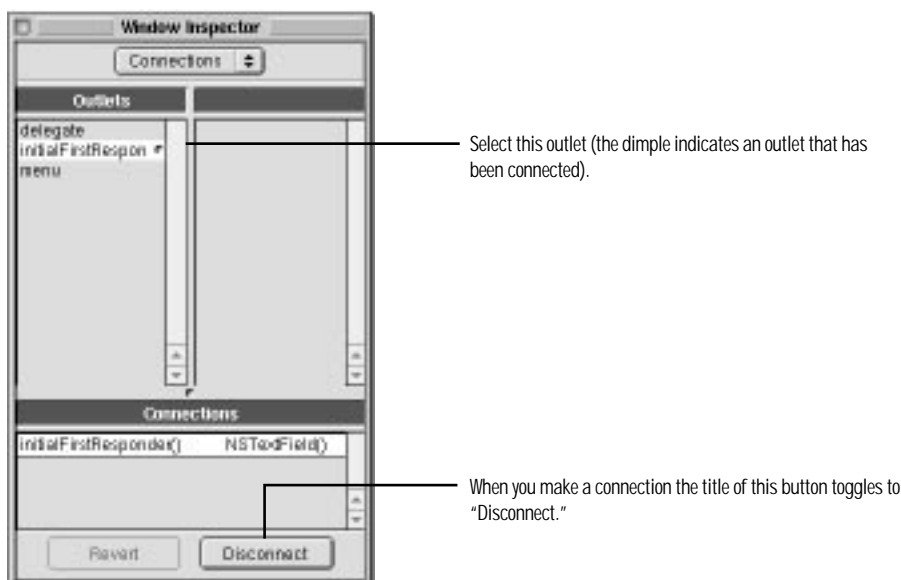 Window Inspector
Connections
Outlets
delegate
initialFirstRespon
menu
Select this outlet (the dimple indicates an outlet that has
been connected).
Connections
initialFirstResponder() NSTextField()
When you make a connection the title of this button toggles to
“Disconnect.”
Revert Disconnect